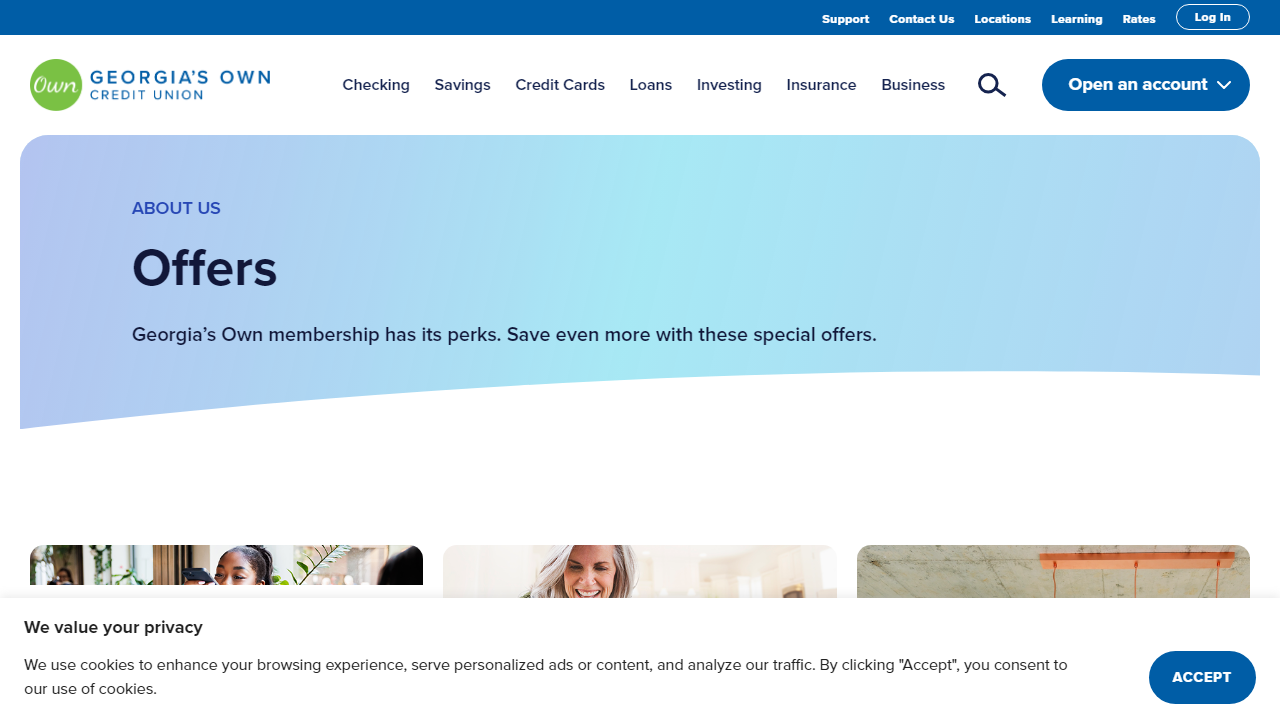 Support Contact Us Locations Learning Rates Log In
Own GEORGIA'S OWN
CREDIT UNION
Checking Savings Credit Cards Loans Investing Insurance Business Open an account
ABOUT US
Offers
Georgia’s Own membership has its perks. Save even more with these special offers.
We value your privacy
We use cookies to enhance your browsing experience, serve personalized ads or content, and analyze our traffic. By clicking "Accept", you consent to
our use of cookies.
ACCEPT